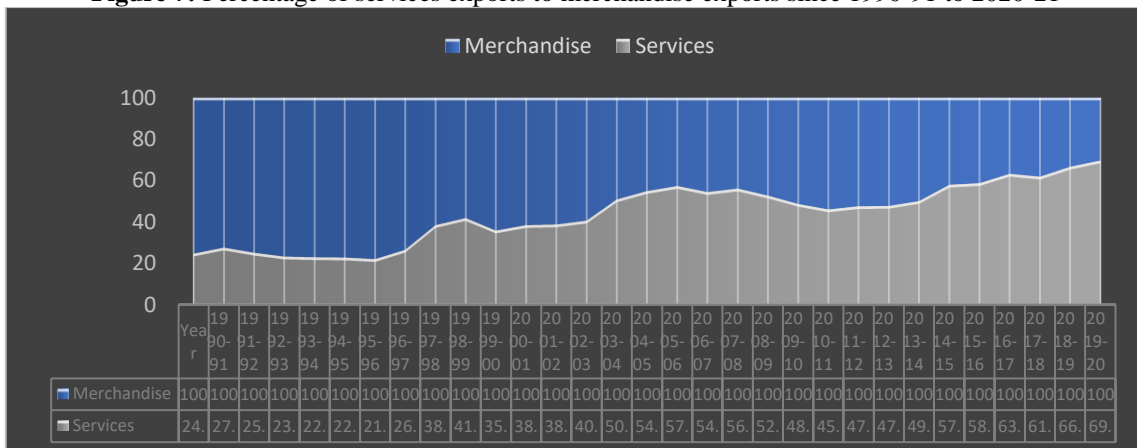 Figure 7: Percentage of services exports to merchandise exports since 1990-91 to 2020-21
Merchandise Services
100
80
60
40
20
0
Year 1990-91 1991-92 1992-93 1993-94 1994-95 1995-96 1996-97 1997-98 1998-99 1999-00 2000-01 2001-02 2002-03 2003-04 2004-05 2005-06 2006-07 2007-08 2008-09 2009-10 2010-11 2011-12 2012-13 2013-14 2014-15 2015-16 2016-17 2017-18 2018-19 2019-20
Merchandise 100 100 100 100 100 100 100 100 100 100 100 100 100 100 100 100 100 100 100 100 100 100 100 100 100 100 100 100 100 100 100
Services 24. 27. 25. 23. 22. 22. 21. 26. 38. 41. 35. 38. 38. 40. 50. 54. 57. 54. 56. 52. 48. 45. 47. 47. 49. 57. 58. 63. 61. 66. 69.